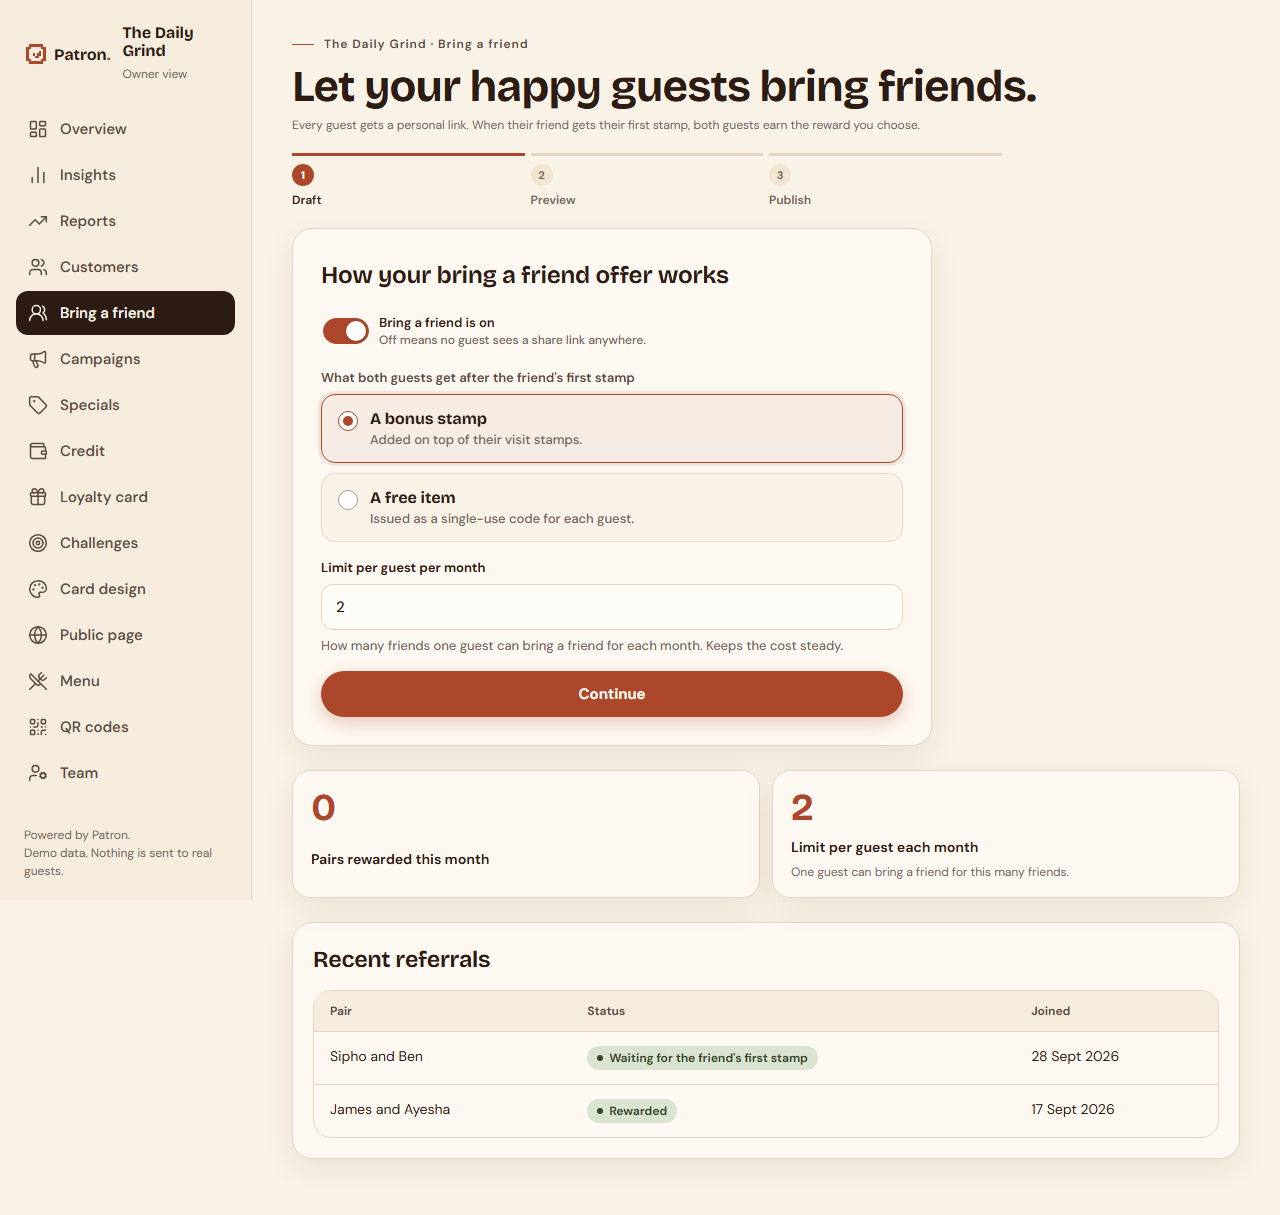 Patron.
The Daily
Grind
Owner view
Overview
Insights
Reports
Customers
Bring a friend
Campaigns
Specials
Credit
Loyalty card
Challenges
Card design
Public page
Menu
QR codes
Team
Powered by Patron.
Demo data. Nothing is sent to real
guests.
The Daily Grind · Bring a friend
Let your happy guests bring friends.
Every guest gets a personal link. When their friend gets their first stamp, both guests earn the reward you choose.
1
Draft
2
Preview
3
Publish
How your bring a friend offer works
Bring a friend is on
Off means no guest sees a share link anywhere.
What both guests get after the friend's first stamp
A bonus stamp
Added on top of their visit stamps.
A free item
Issued as a single-use code for each guest.
Limit per guest per month
2
How many friends one guest can bring a friend for each month. Keeps the cost steady.
Continue
0
Pairs rewarded this month
2
Limit per guest each month
One guest can bring a friend for this many friends.
Recent referrals
Pair Status Joined
Sipho and Ben Waiting for the friend's first stamp 28 Sept 2026
James and Ayesha Rewarded 17 Sept 2026